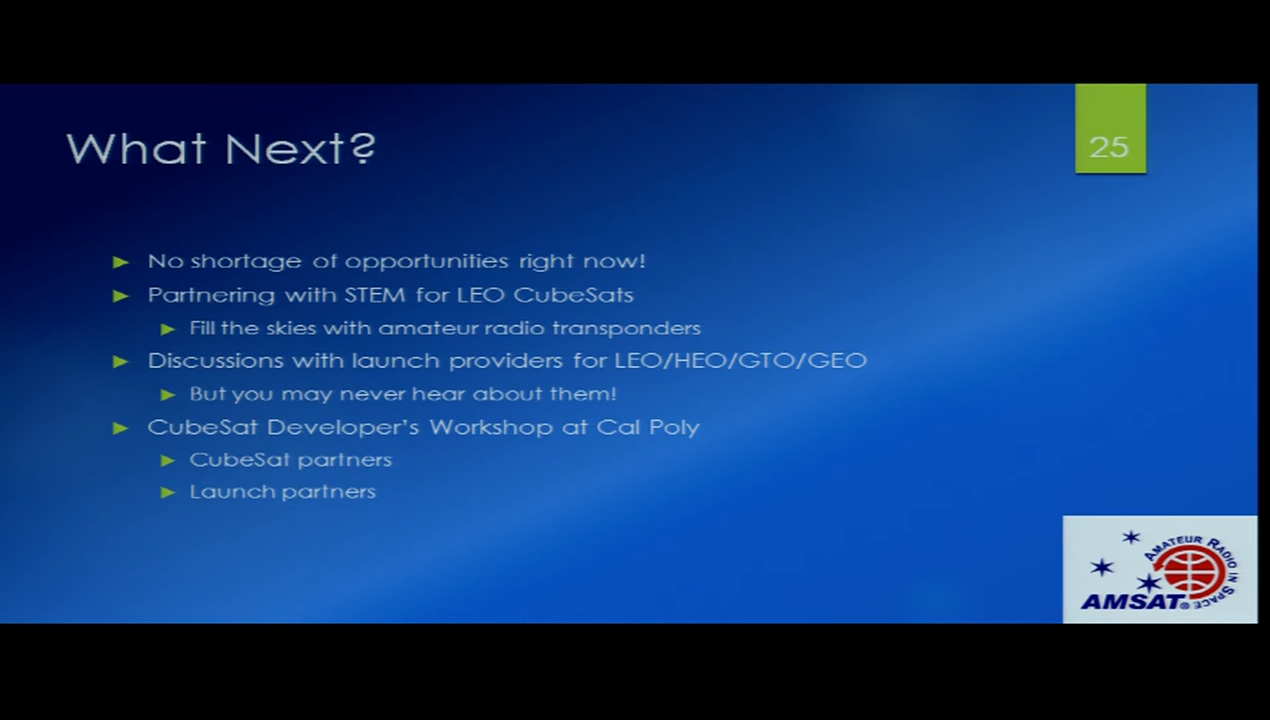 What Next?
25
No shortage of opportunities right now!
Partnering with STEM for LEO CubeSats
Fill the skies with amateur radio transponders
Discussions with launch providers for LEO/HEO/GTO/GEO
But you may never hear about them!
CubeSat Developer's Workshop at Cal Poly
CubeSat partners
Launch partners
AMATEUR RADIO IN SPACE
AMSAT®